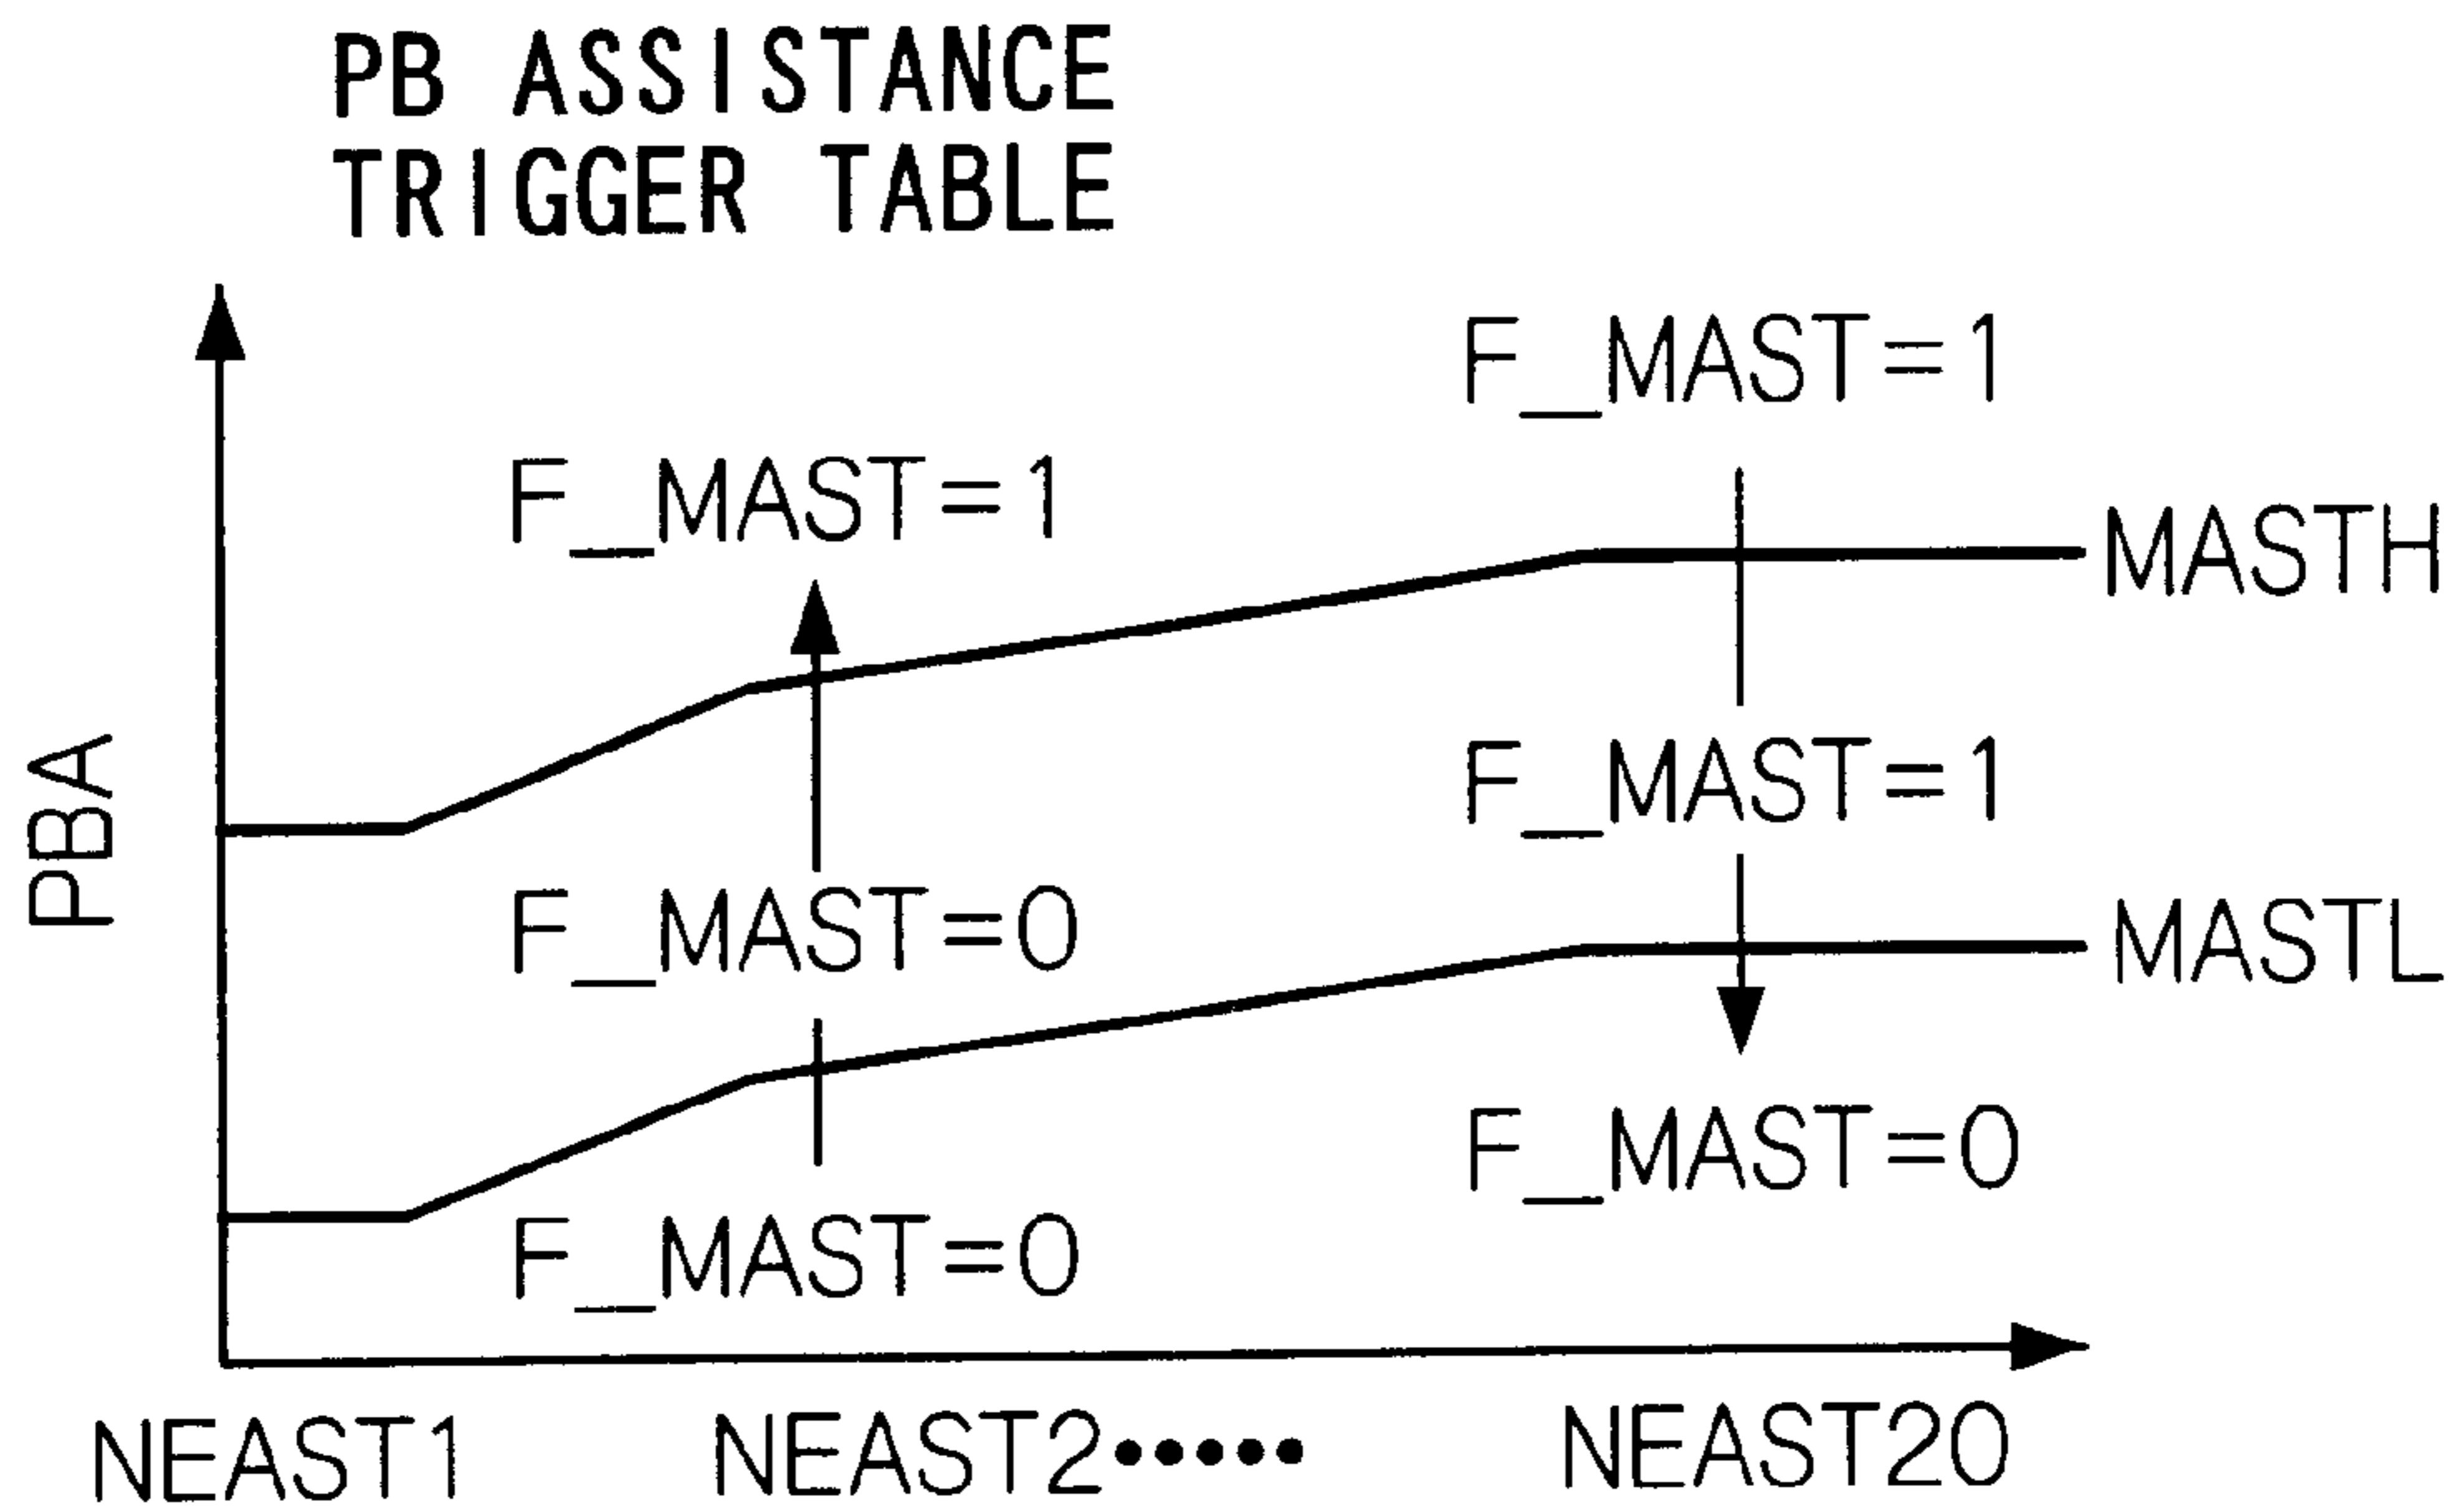 PB ASSISTANCE
TRIGGER TABLE
F_MAST=1
F_MAST=1
MASTH
F_MAST=1
PBA
F_MAST=0
MASTL
F_MAST=0
F_MAST=0
NEAST1
NEAST2•••••
NEAST20